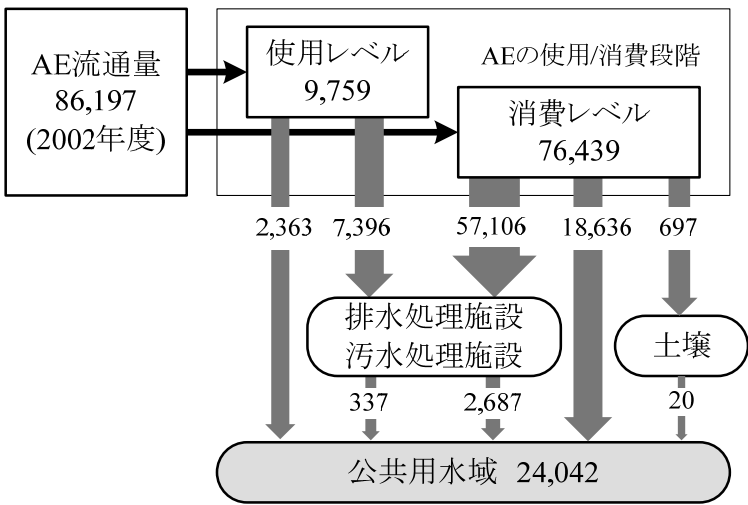 AE流通量
86,197
(2002年度)
使用レベル
9,759
AEの使用/消費段階
消費レベル
76,439
2,363
7,396
57,106
18,636
697
排水処理施設
汚水処理施設
土壌
337
2,687
20
公共用水域 24,042